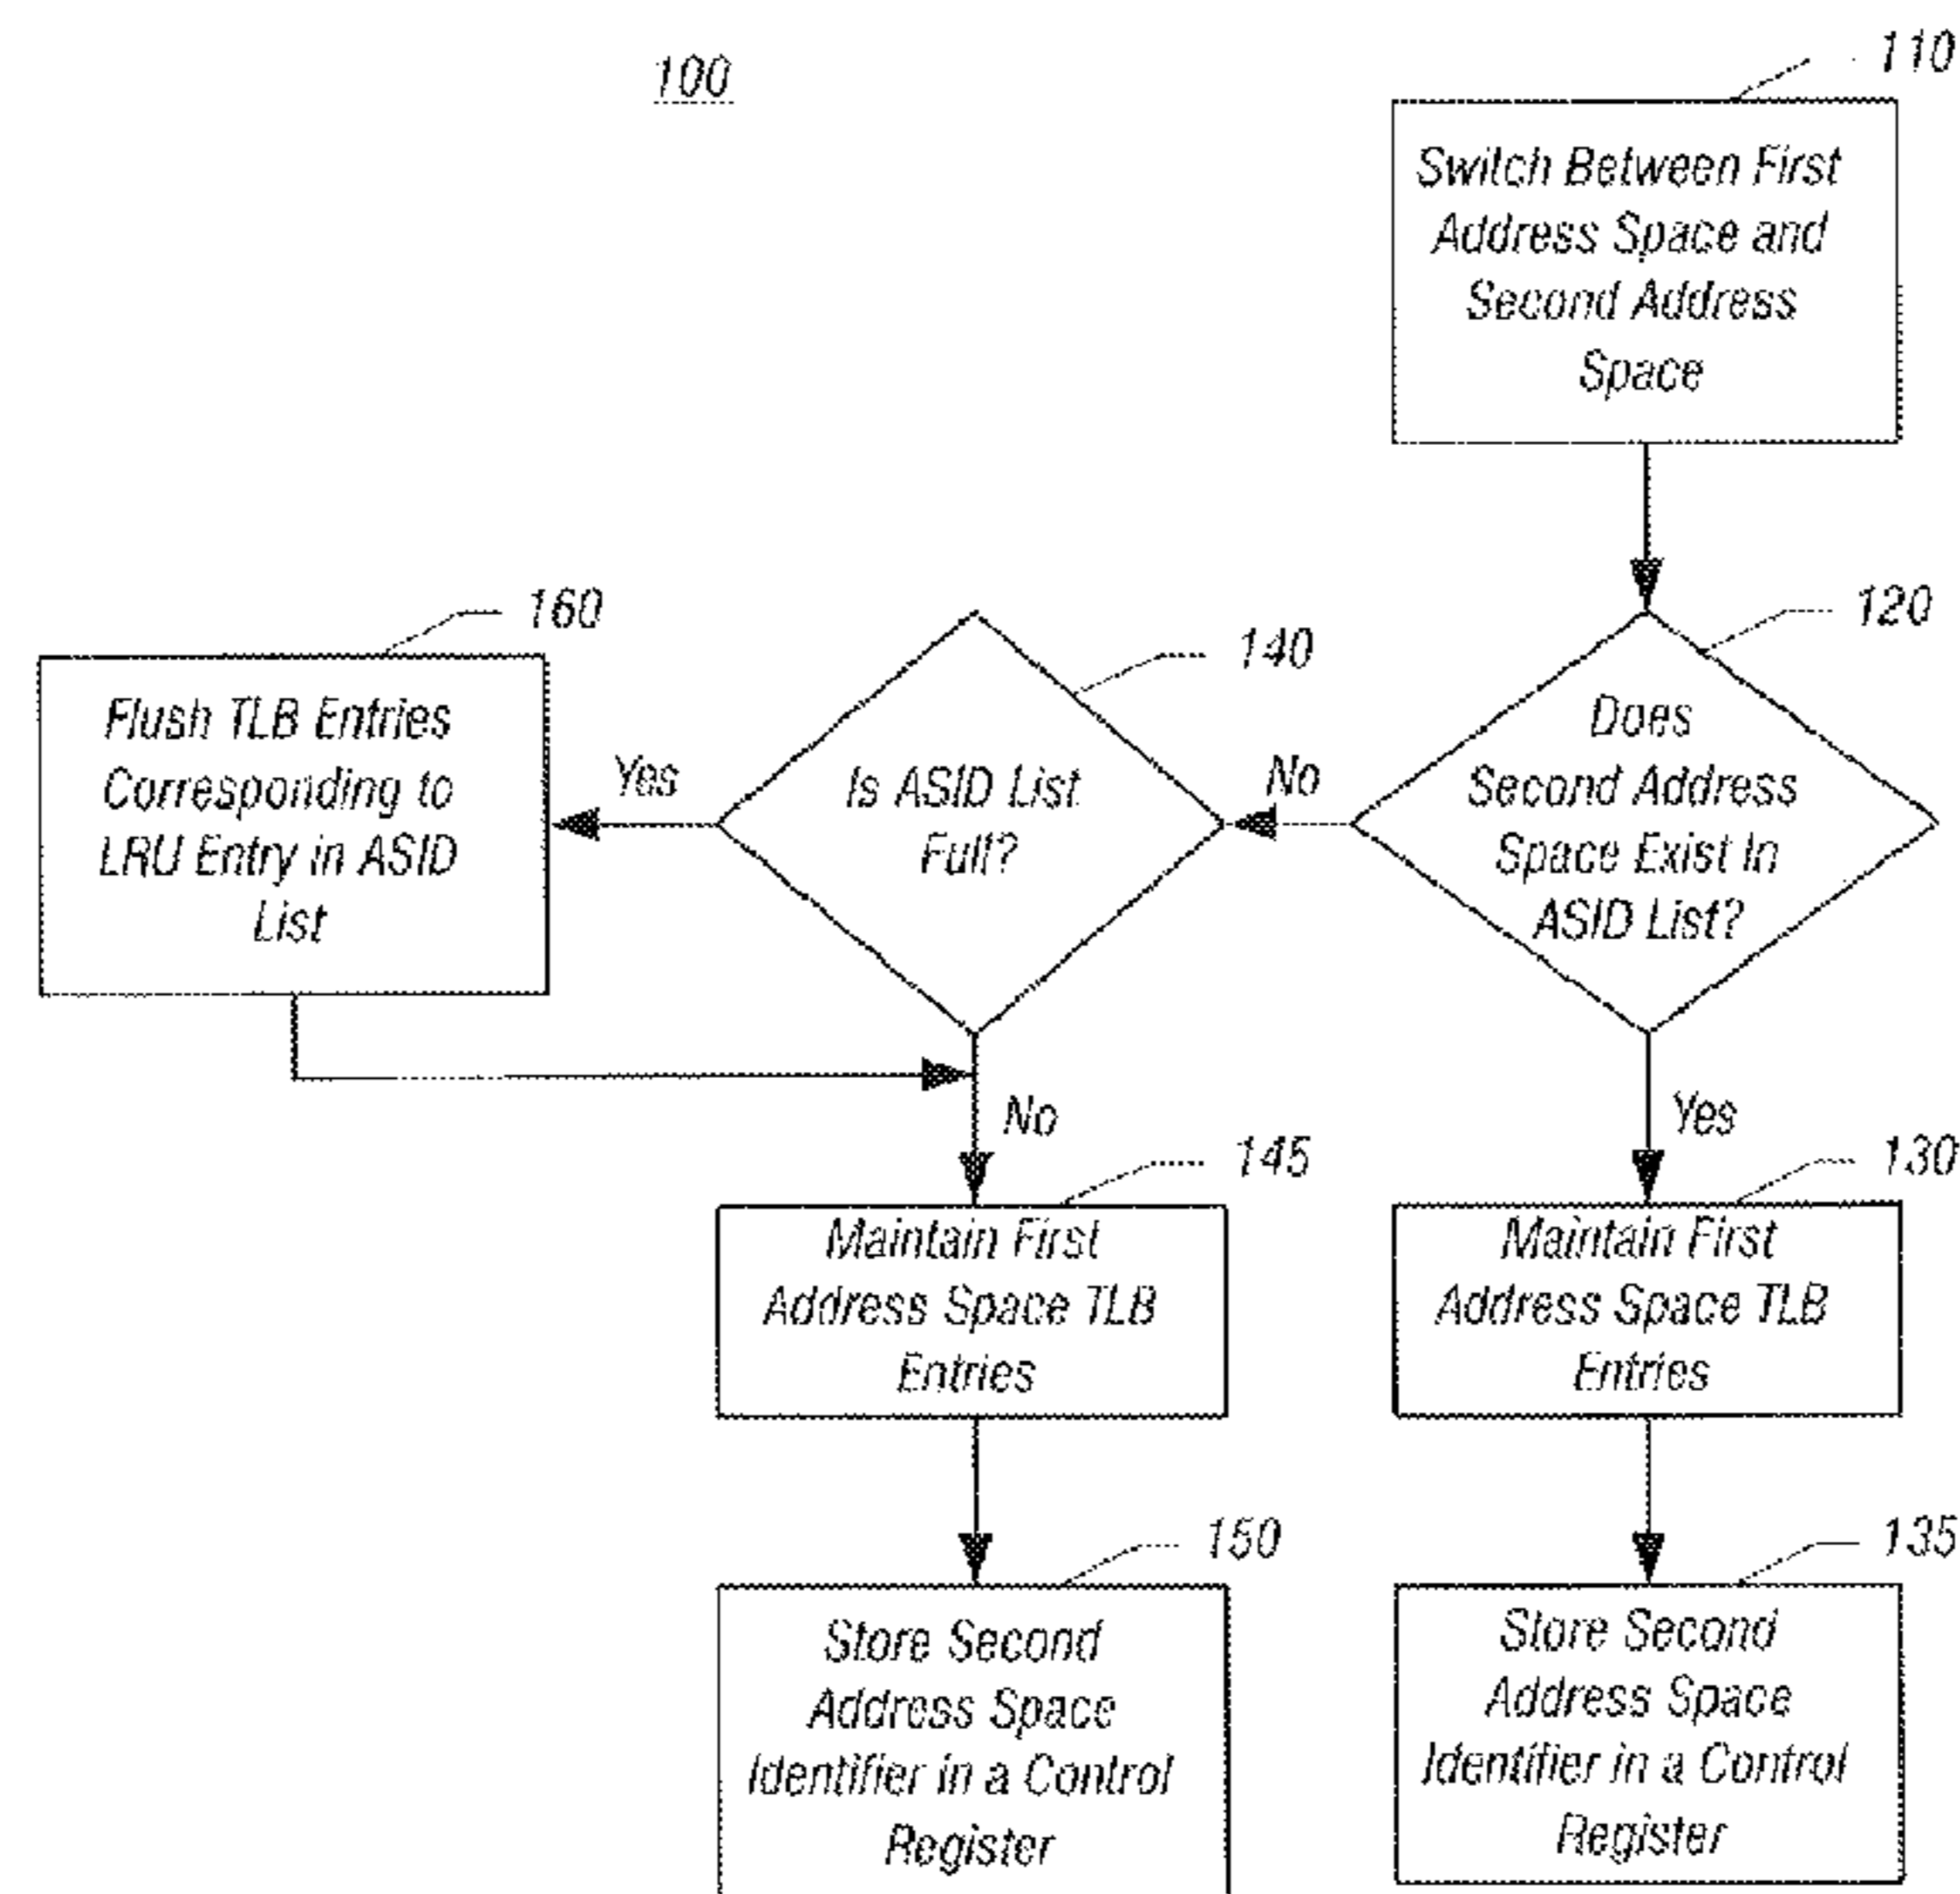 100
110
Switch Between First
Address Space and
Second Address
Space
120
Does
Second Address
Space Exist In
ASID List?
No
140
Is ASID List
Full?
Yes
160
Flush TLB Entries
Corresponding to
LRU Entry in ASID
List
No
Yes
145
Maintain First
Address Space TLB
Entries
130
Maintain First
Address Space TLB
Entries
150
Store Second
Address Space
Identifier in a Control
Register
135
Store Second
Address Space
Identifier in a Control
Register